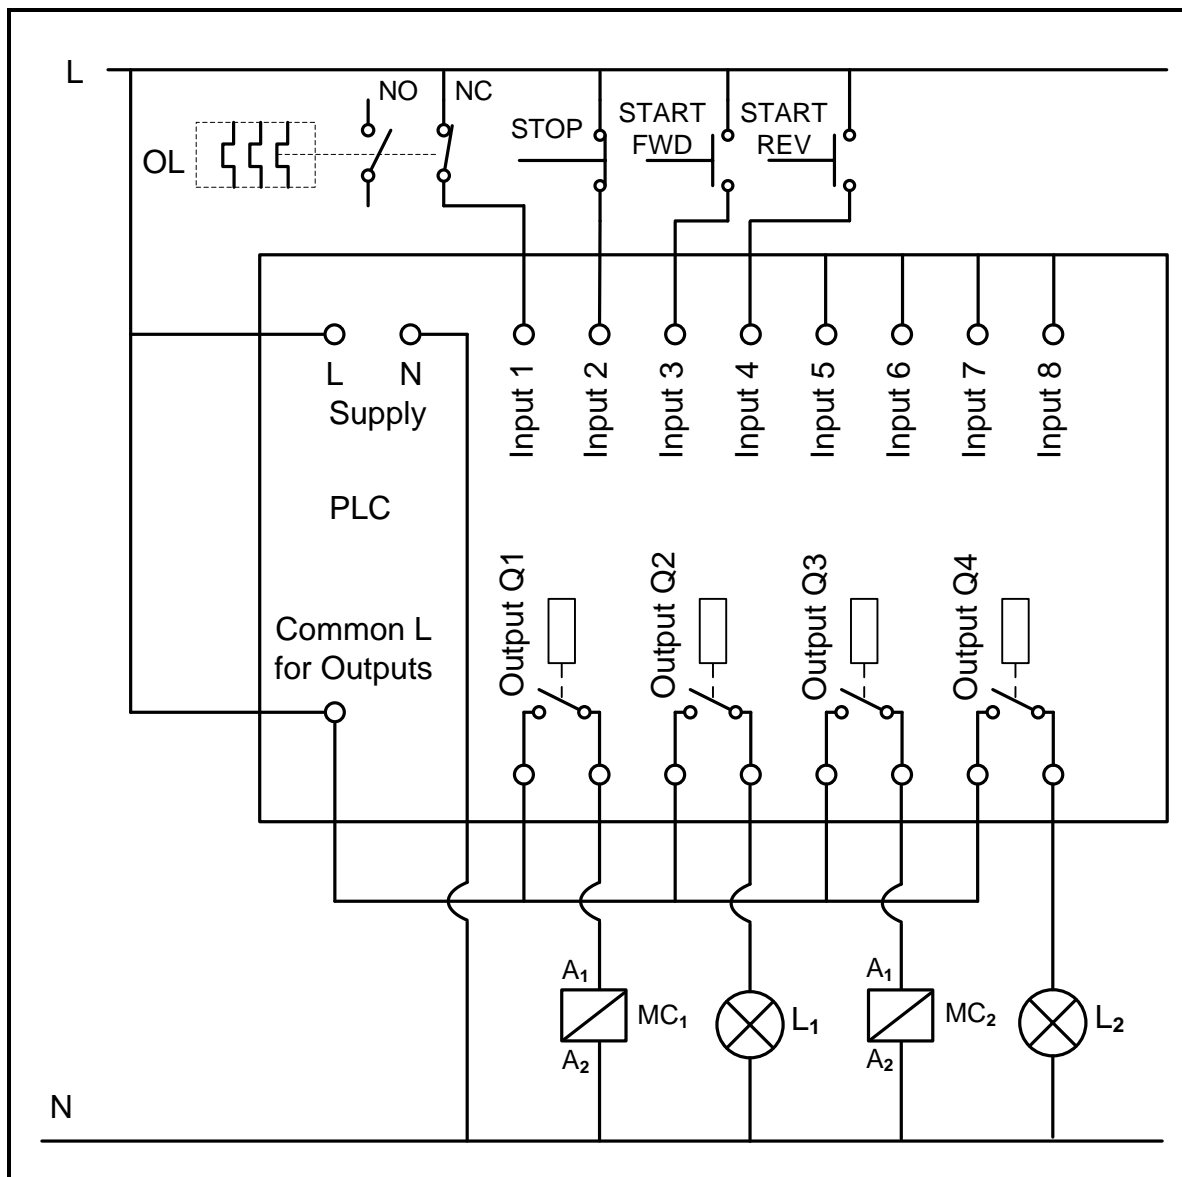 L
NO
NC
STOP
START
FWD
START
REV
OL
L
N
Supply
Input 1
Input 2
Input 3
Input 4
Input 5
Input 6
Input 7
Input 8
PLC
Common L
for Outputs
Output Q1
Output Q2
Output Q3
Output Q4
A1
MC1
A2
L1
A1
MC2
A2
L2
N